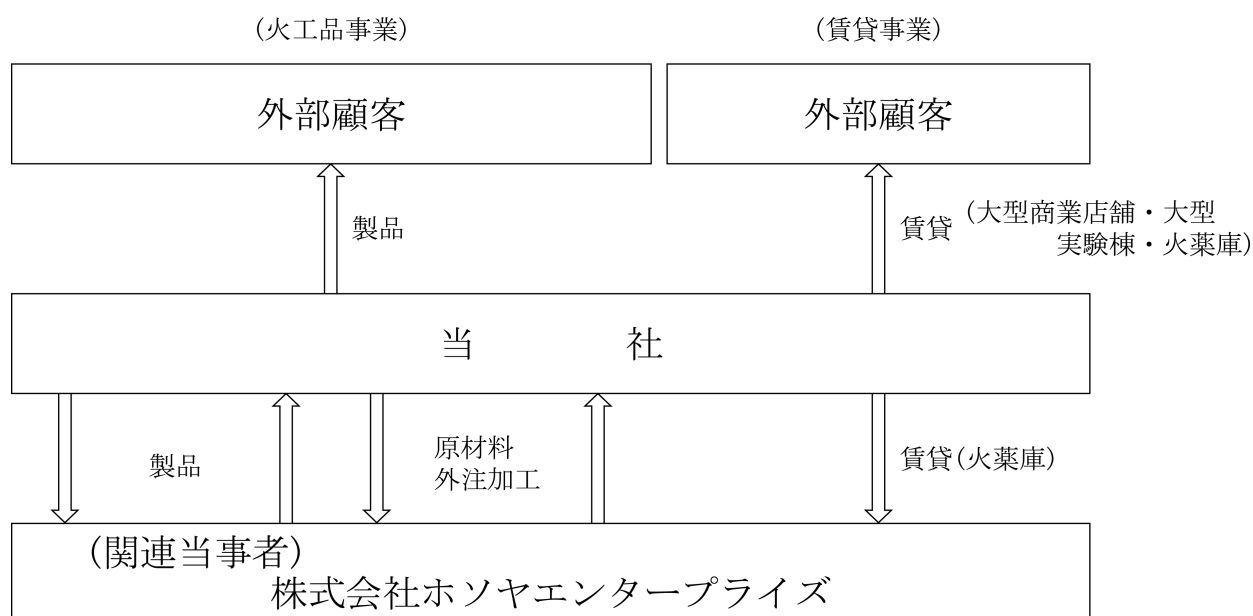 (火工品事業)
(賃貸事業)
外部顧客
外部顧客
製品
賃貸
(大型商業店舗・大型
実験棟・火薬庫)
当 社
製品
原材料
外注加工
賃貸(火薬庫)
(関連当事者)
株式会社ホソヤエンタープライズ